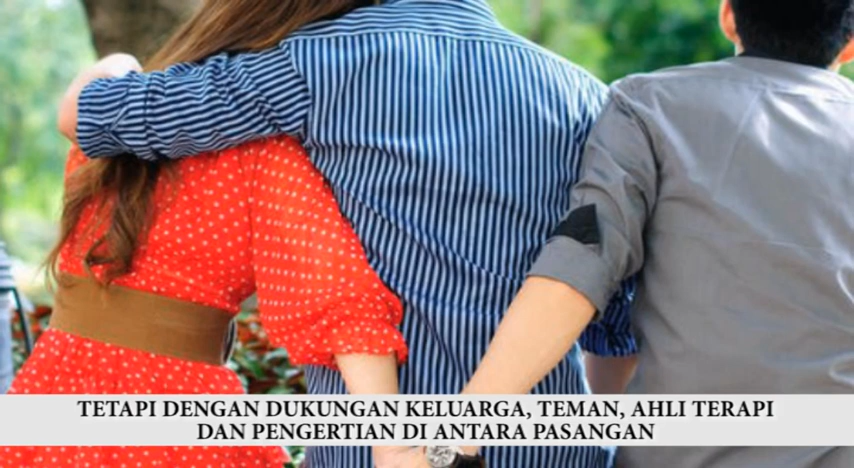 TETAPI DENGAN DUKUNGAN KELUARGA, TEMAN, AHLI TERAPI
DAN PENGERTIAN DI ANTARA PASANGAN